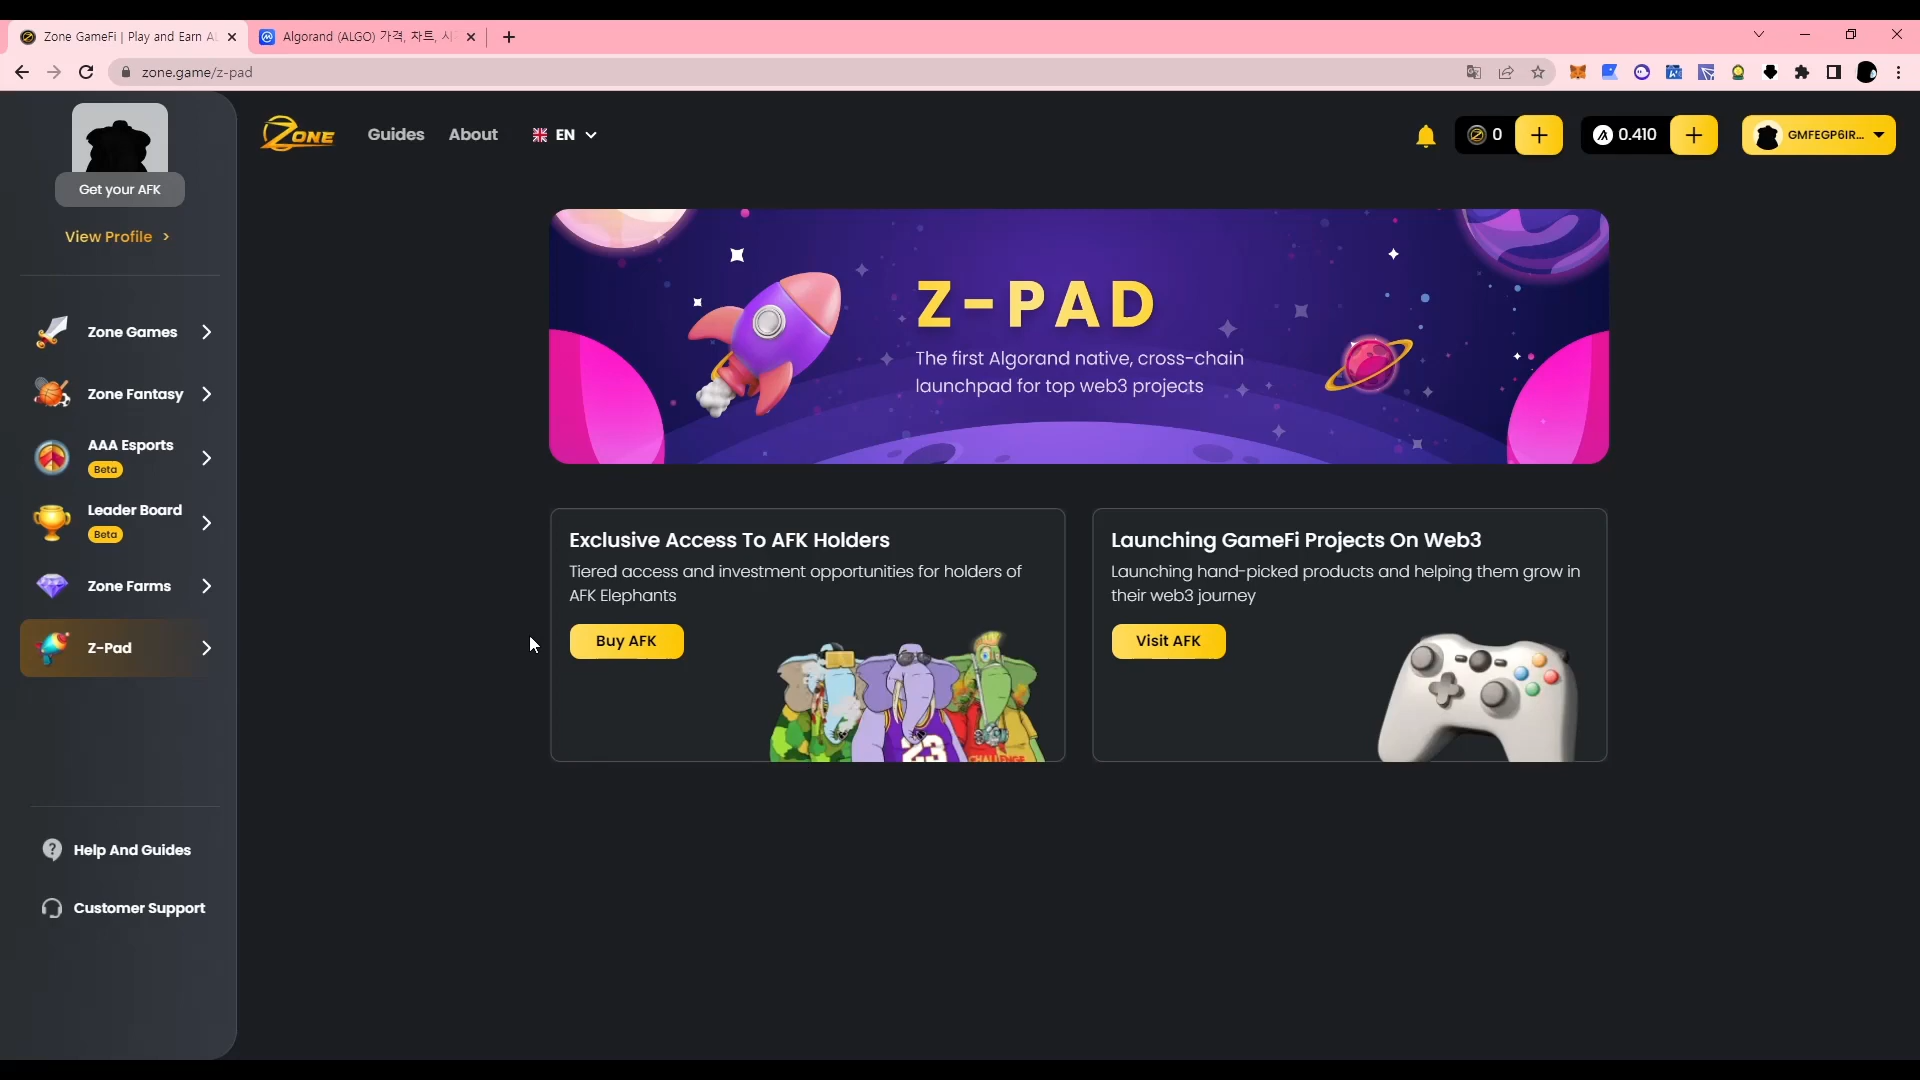 Zone GameFi | Play and Earn AL
Algorand (ALGO) 가격, 차트, 시
zone.game/z-pad
ZONE
Guides
About
EN
0
0.410
GMFEGP6IR...
Get your AFK
View Profile
Zone Games
Zone Fantasy
AAA Esports
Beta
Leader Board
Beta
Zone Farms
Z-Pad
Help And Guides
Customer Support
Z-PAD
The first Algorand native, cross-chain
launchpad for top web3 projects
Exclusive Access To AFK Holders
Tiered access and investment opportunities for holders of
AFK Elephants
Buy AFK
23
CHALLENGE
Launching GameFi Projects On Web3
Launching hand-picked products and helping them grow in
their web3 journey
Visit AFK